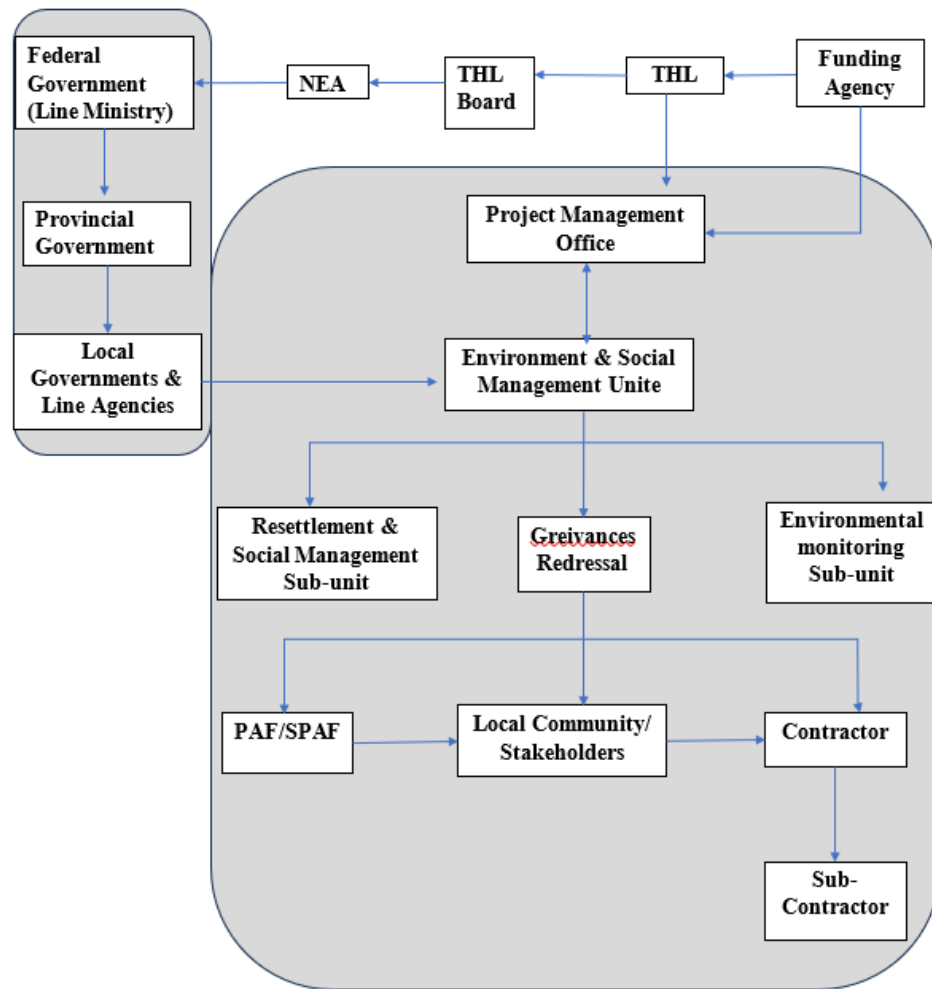 Federal
Government
(Line Ministry)
NEA
THL
Board
THL
Funding
Agency
Provincial
Government
Project Management
Office
Local
Governments &
Line Agencies
Environment & Social
Management Unite
Resettlement &
Social Management
Sub-unit
Greivances
Redressal
Environmental
monitoring
Sub-unit
PAF/SPAF
Local Community/
Stakeholders
Contractor
Sub-
Contractor